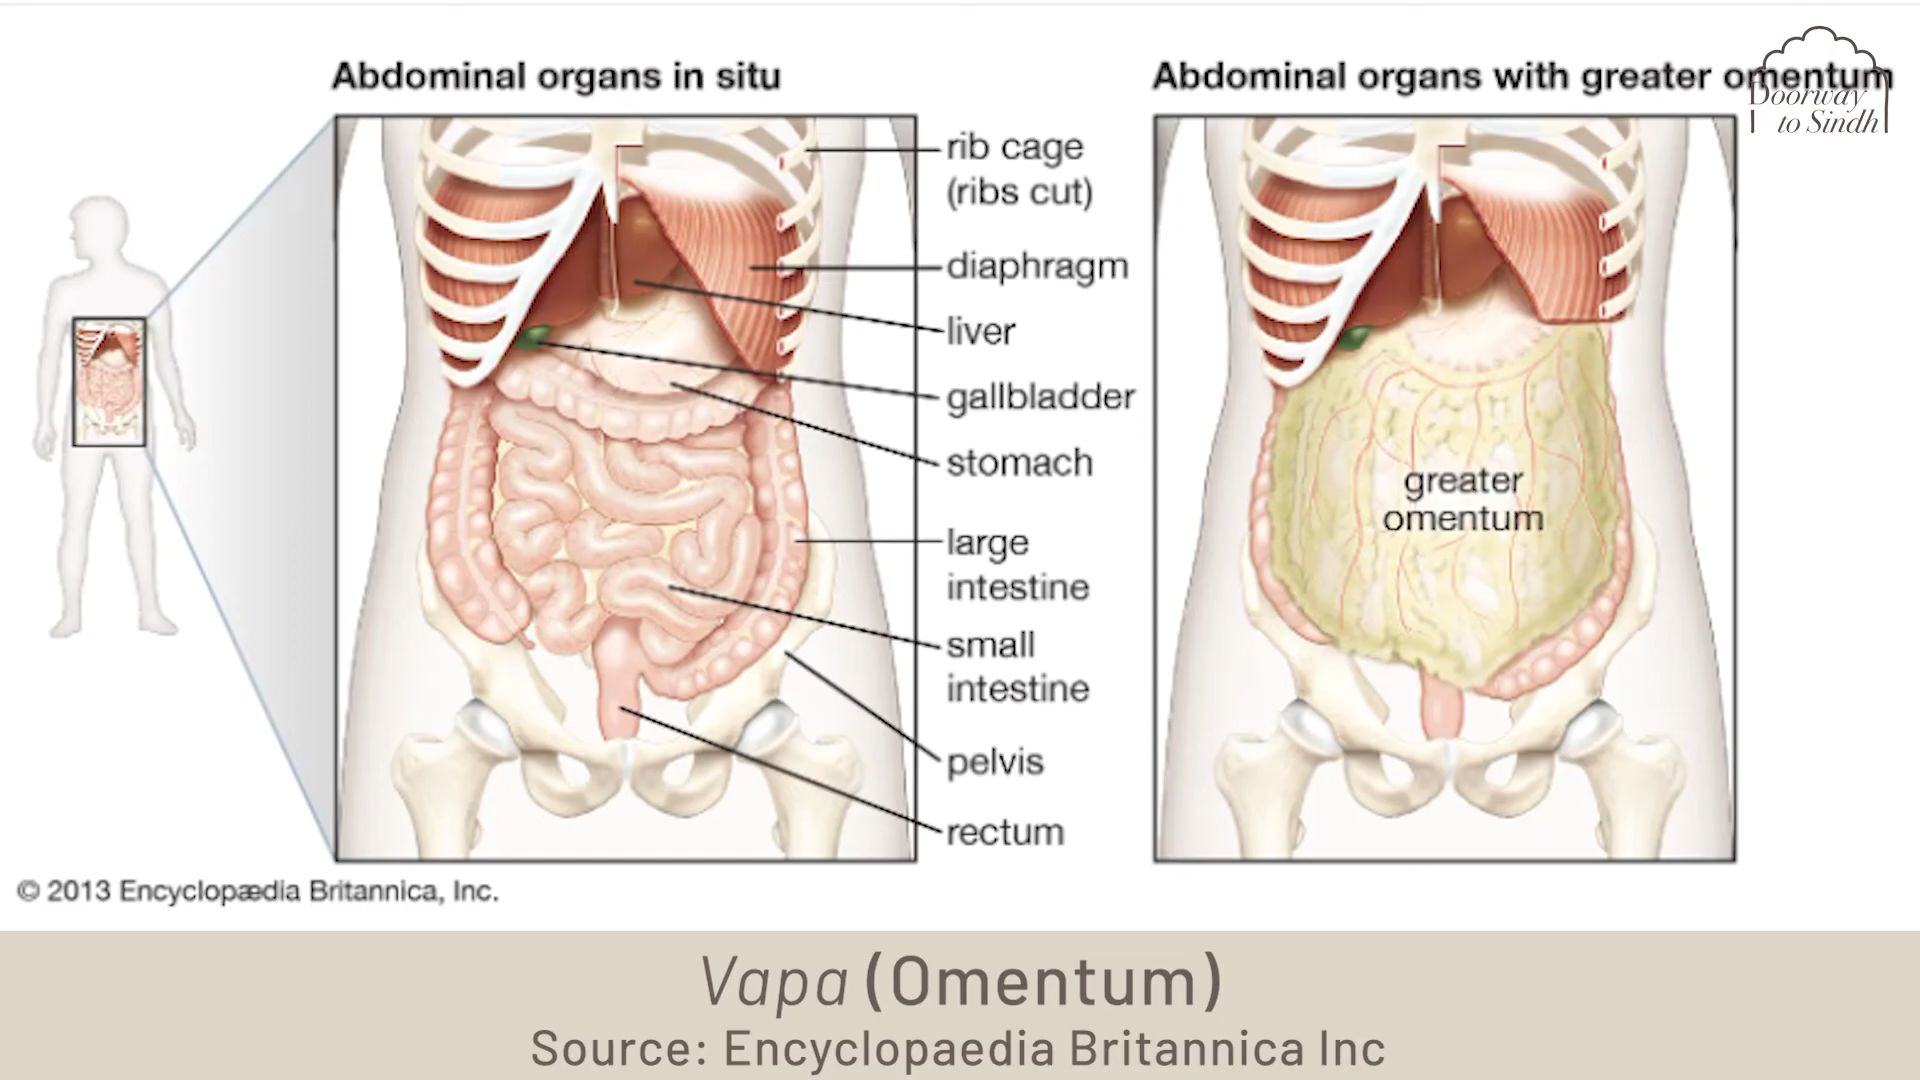 Abdominal organs in situ
Abdominal organs with greater omentum
Doorway
to Sindh
rib cage
(ribs cut)
diaphragm
liver
gallbladder
stomach
large
intestine
small
intestine
pelvis
rectum
greater
omentum
© 2013 Encyclopædia Britannica, Inc.
Vapa (Omentum)
Source: Encyclopaedia Britannica Inc